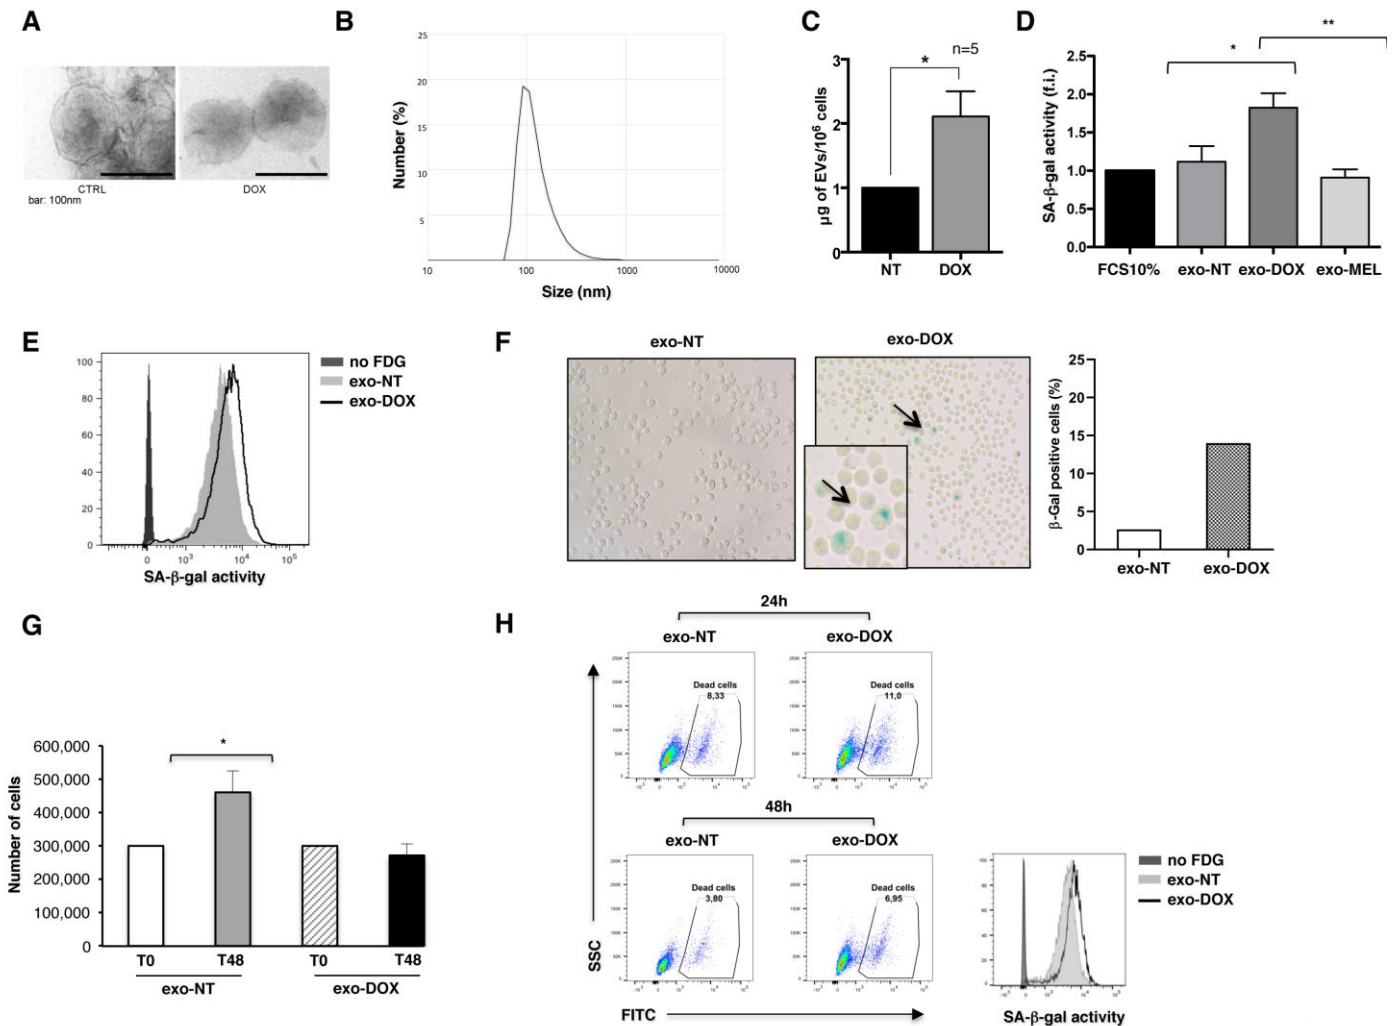 A
CTRL
DOX
bar: 100nm
B
Number (%)
25
20
15
10
5
10
100
1000
10000
Size (nm)
C
n=5
*
µg of EVs/10⁶ cells
3
2
1
0
NT
DOX
D
**
*
SA-β-gal activity (f.i.)
2.5
2.0
1.5
1.0
0.5
0.0
FCS10%
exo-NT
exo-DOX
exo-MEL
E
100
80
60
40
20
0
0
10³
10⁴
10⁵
SA-β-gal activity
no FDG
exo-NT
exo-DOX
F
exo-NT
exo-DOX
β-Gal positive cells (%)
25
20
15
10
5
0
exo-NT
exo-DOX
G
*
Number of cells
600,000
500,000
400,000
300,000
200,000
100,000
0
T0
T48
T0
T48
exo-NT
exo-DOX
H
24h
exo-NT
exo-DOX
Dead cells
8,33
Dead cells
11,0
48h
exo-NT
exo-DOX
Dead cells
3,80
Dead cells
6,95
SSC
FITC
no FDG
exo-NT
exo-DOX
SA-β-gal activity